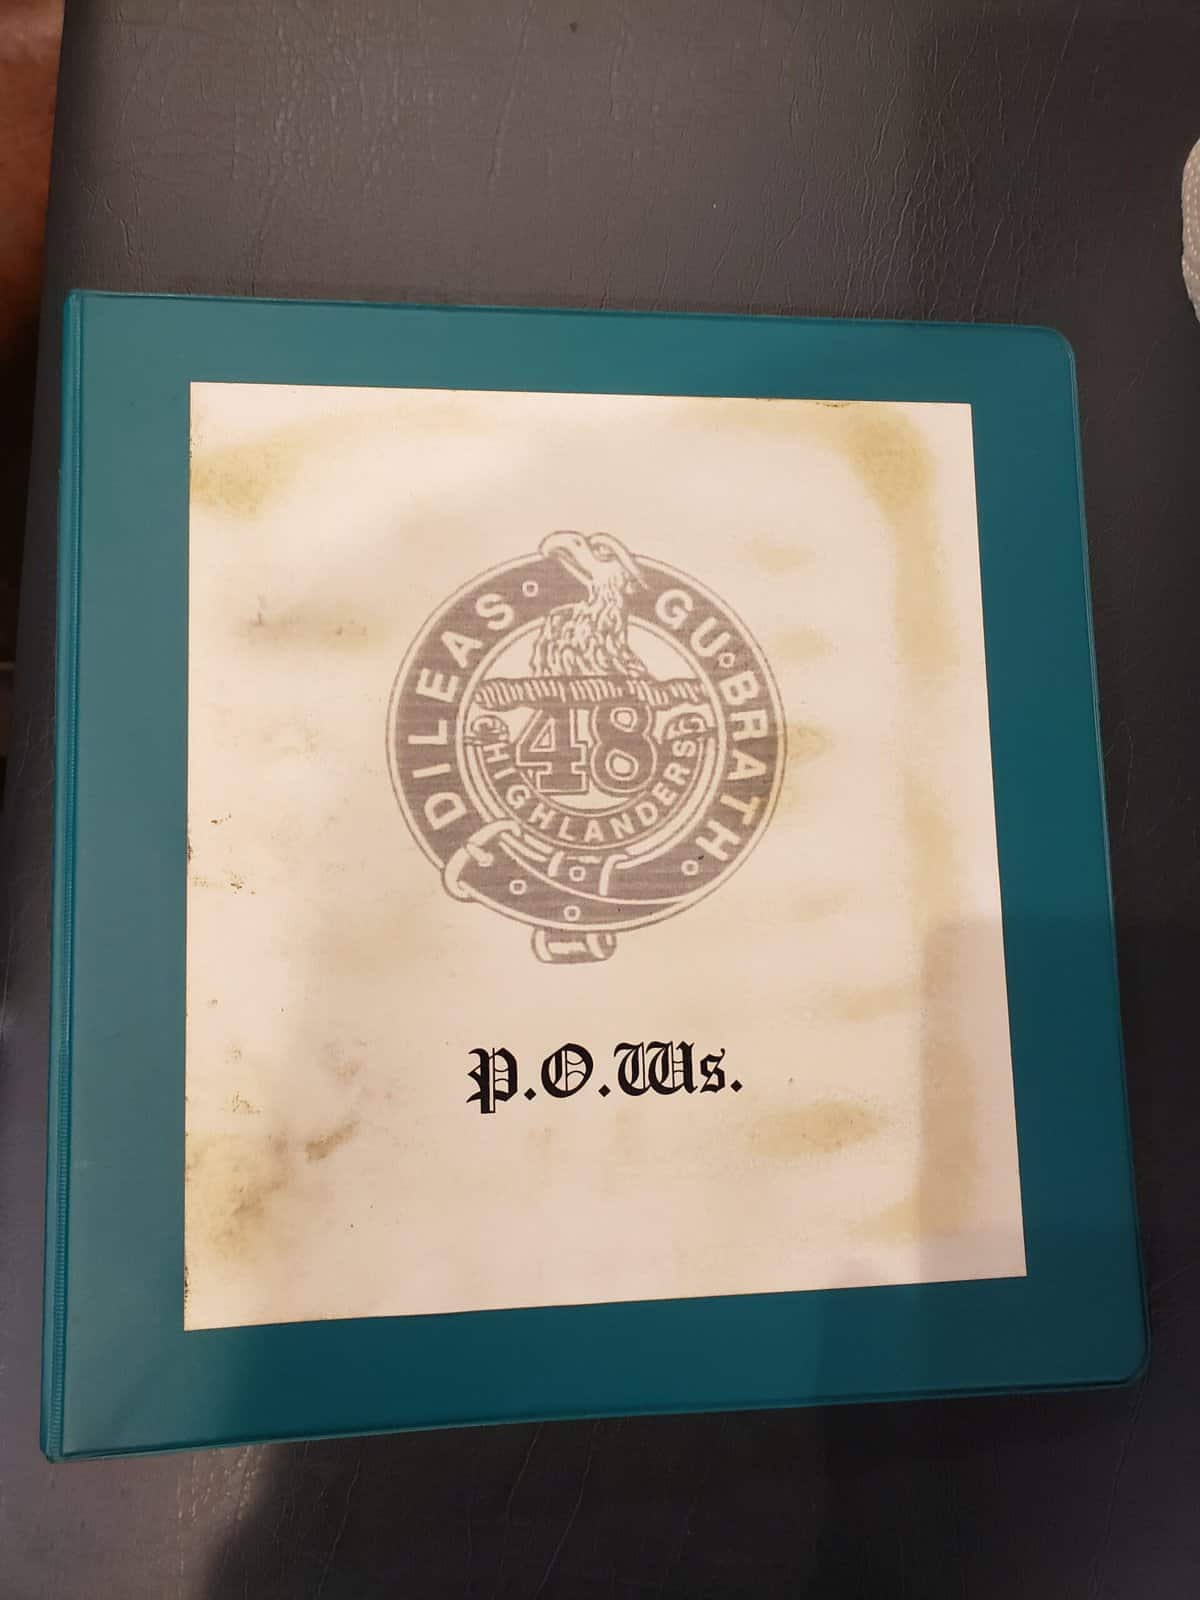 DILEAS GU BRATH
48
HIGHLANDERS
P.O.Ws.